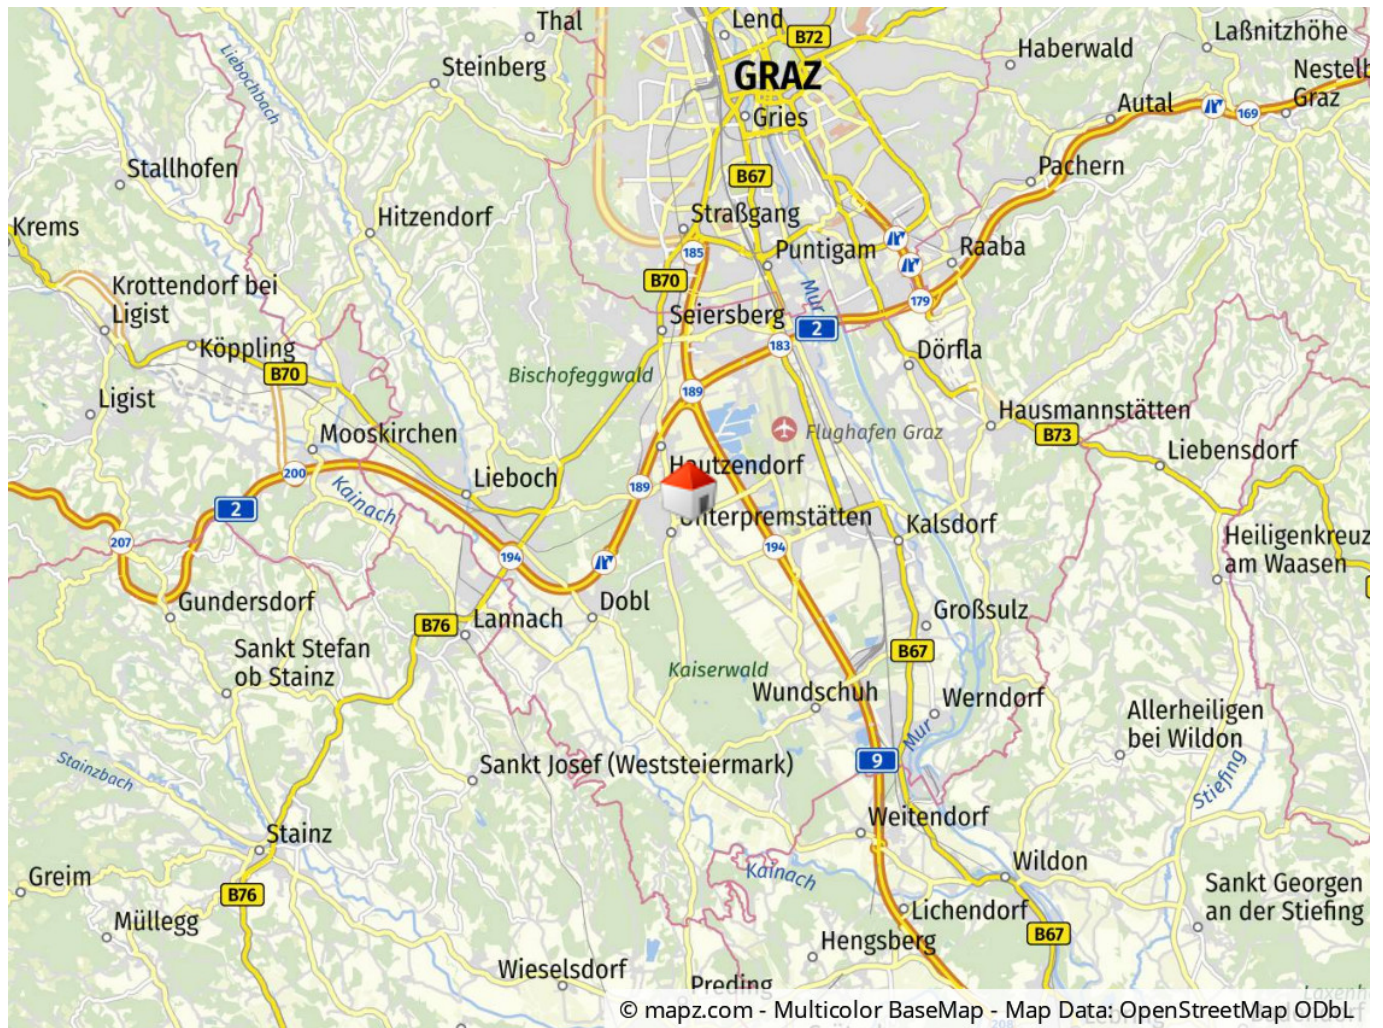 Thal
Lend
B72
Laßnitzhöhe
Haberwald
Steinberg
GRAZ
Graz
Liebochbach
Autal
169
Gries
Stallhofen
Pachern
B67
Krems
Hitzendorf
Straßgang
Puntigam
Raaba
185
B70
Krottendorf bei
Ligist
Mur
179
Seiersberg
2
183
Köppling
B70
Dörfla
Bischofeggwald
189
Ligist
Hausmannstätten
Mooskirchen
Flughafen Graz
B73
Liebensdorf
Hautzendorf
200
Lieboch
189
Kainach
2
Unterpremstätten
Kalsdorf
Heiligenkreuz
am Waasen
207
194
194
Gundersdorf
Dobl
Großsulz
B76
Lannach
Sankt Stefan
ob Stainz
B67
Kaiserwald
Wundschuh
Werndorf
Allerheiligen
bei Wildon
Mur
9
Stainzbach
Sankt Josef (Weststeiermark)
Stiefing
Weitendorf
Stainz
Wildon
Greim
Kainach
B76
Sankt Georgen
an der Stiefing
Müllegg
Lichendorf
Hengsberg
B67
Wieselsdorf
Preding
© mapz.com - Multicolor BaseMap - Map Data: OpenStreetMap ODbL
208